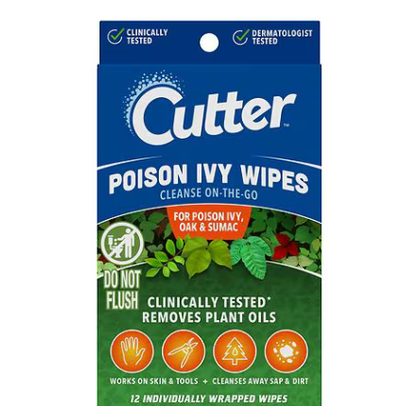 CLINICALLY
TESTED
DERMATOLOGIST
TESTED
Cutter™
POISON IVY WIPES
CLEANSE ON-THE-GO
FOR POISON IVY,
OAK & SUMAC
DO NOT
FLUSH
CLINICALLY TESTED*
REMOVES PLANT OILS
WORKS ON SKIN & TOOLS + CLEANSES AWAY SAP & DIRT
12 INDIVIDUALLY WRAPPED WIPES